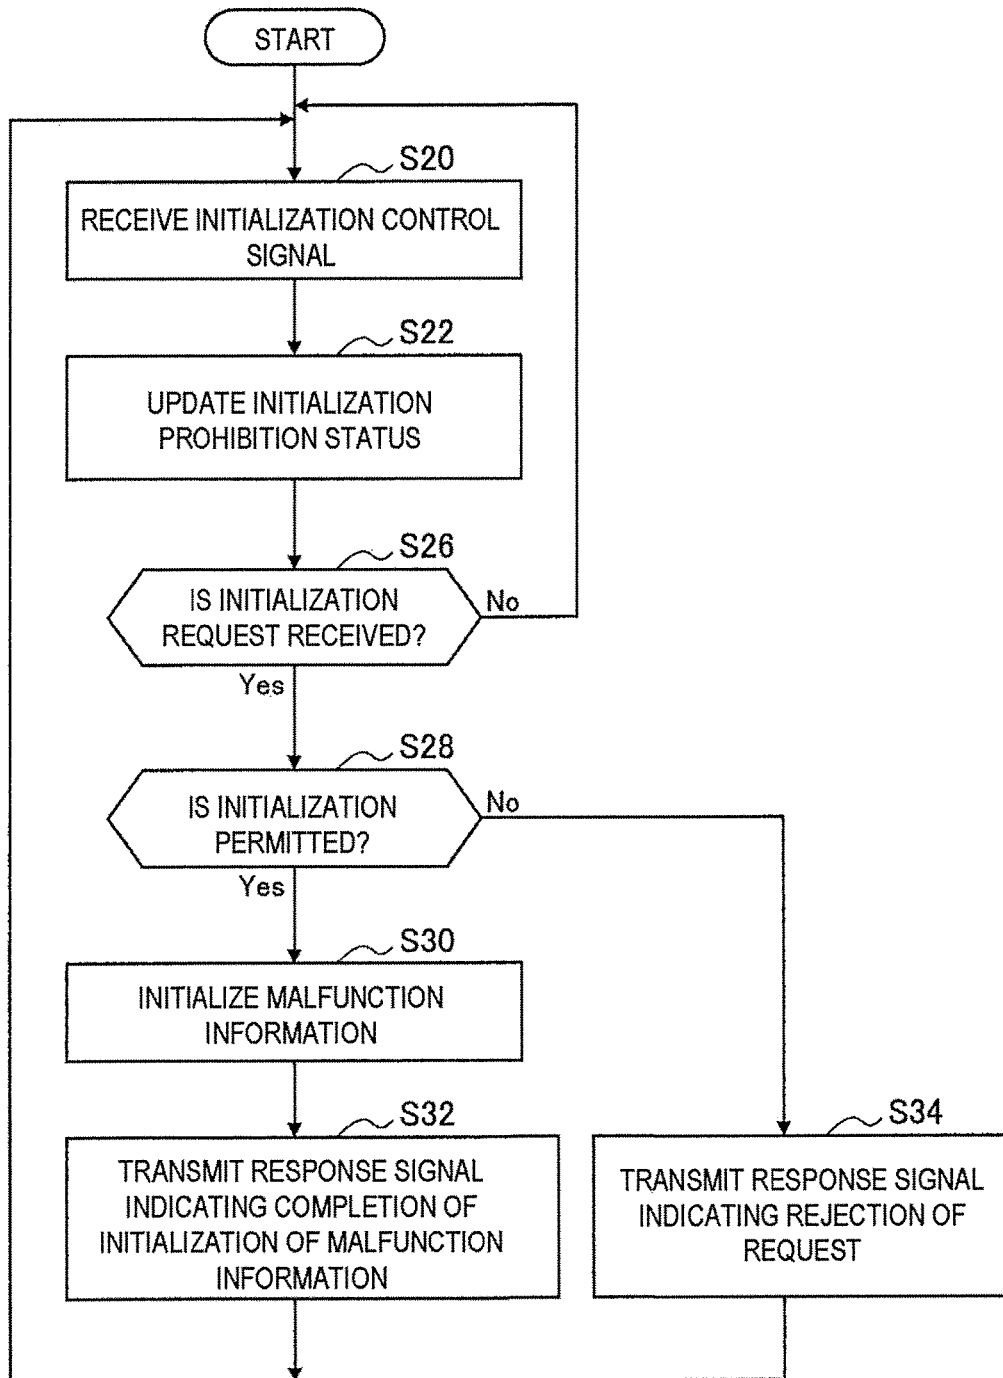 START
S20
RECEIVE INITIALIZATION CONTROL
SIGNAL
S22
UPDATE INITIALIZATION
PROHIBITION STATUS
S26
IS INITIALIZATION
REQUEST RECEIVED?
No
Yes
S28
IS INITIALIZATION
PERMITTED?
No
Yes
S30
INITIALIZE MALFUNCTION
INFORMATION
S32
TRANSMIT RESPONSE SIGNAL
INDICATING COMPLETION OF
INITIALIZATION OF MALFUNCTION
INFORMATION
S34
TRANSMIT RESPONSE SIGNAL
INDICATING REJECTION OF
REQUEST